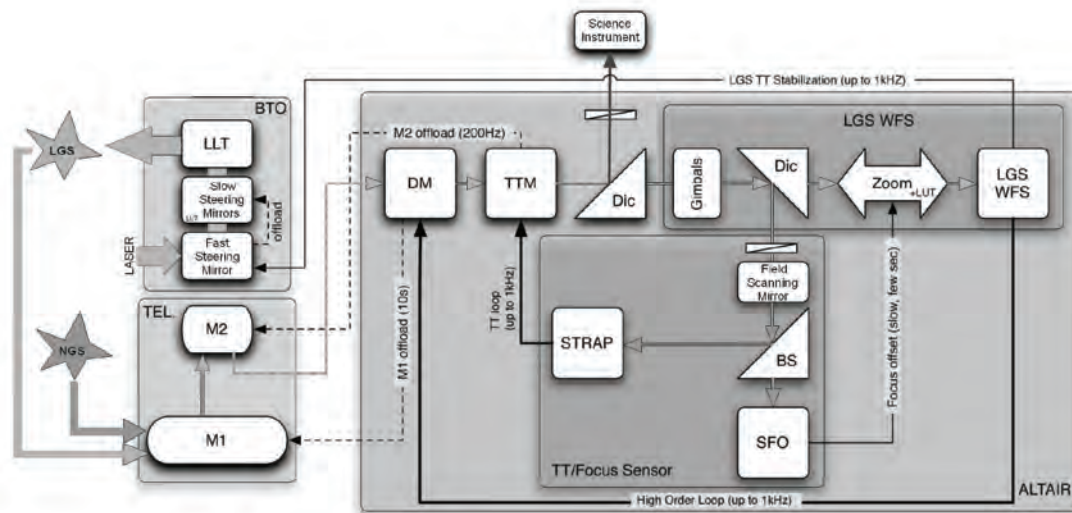 Science
Instrument
LGS TT Stabilization (up to 1kHZ)
BTO
LGS WFS
LGS
LLT
M2 offload (200Hz)
Slow
Steering
Mirrors
LUT
offload
DM
TTM
Dic
Gimbals
Dic
Zoom
+LUT
LGS
WFS
LASER
Fast
Steering
Mirror
Field
Scanning
Mirror
TEL
M2
NGS
M1 offload (10s)
TT loop
(up to 1kHz)
STRAP
BS
Focus offset (slow, few sec)
M1
SFO
TT/Focus Sensor
High Order Loop (up to 1kHz)
ALTAIR